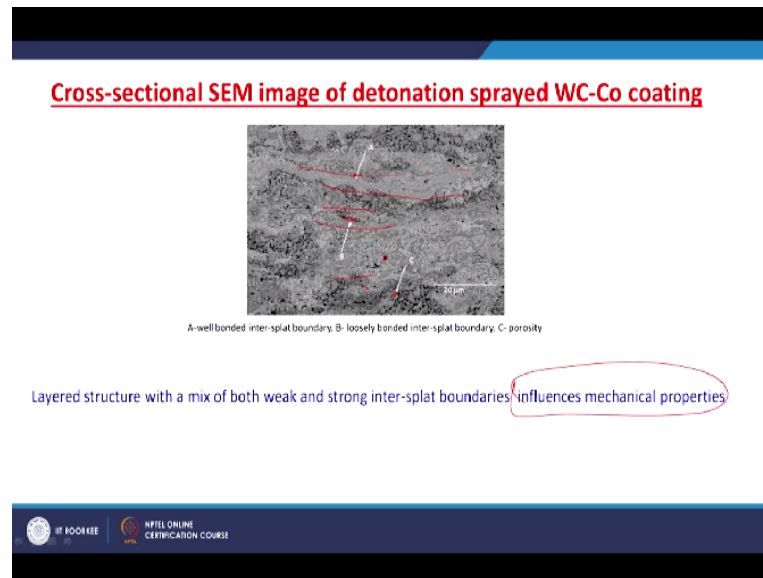 Cross-sectional SEM image of detonation sprayed WC-Co coating
A
B
C
20 µm
A-well bonded inter-splat boundary, B- loosely bonded inter-splat boundary, C- porosity
Layered structure with a mix of both weak and strong inter-splat boundaries influences mechanical properties
IIT ROORKEE
NPTEL ONLINE
CERTIFICATION COURSE